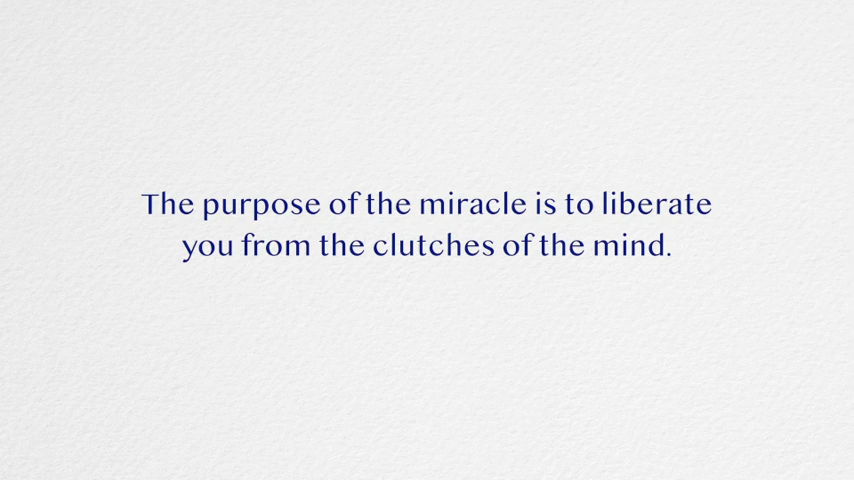 The purpose of the miracle is to liberate
you from the clutches of the mind.